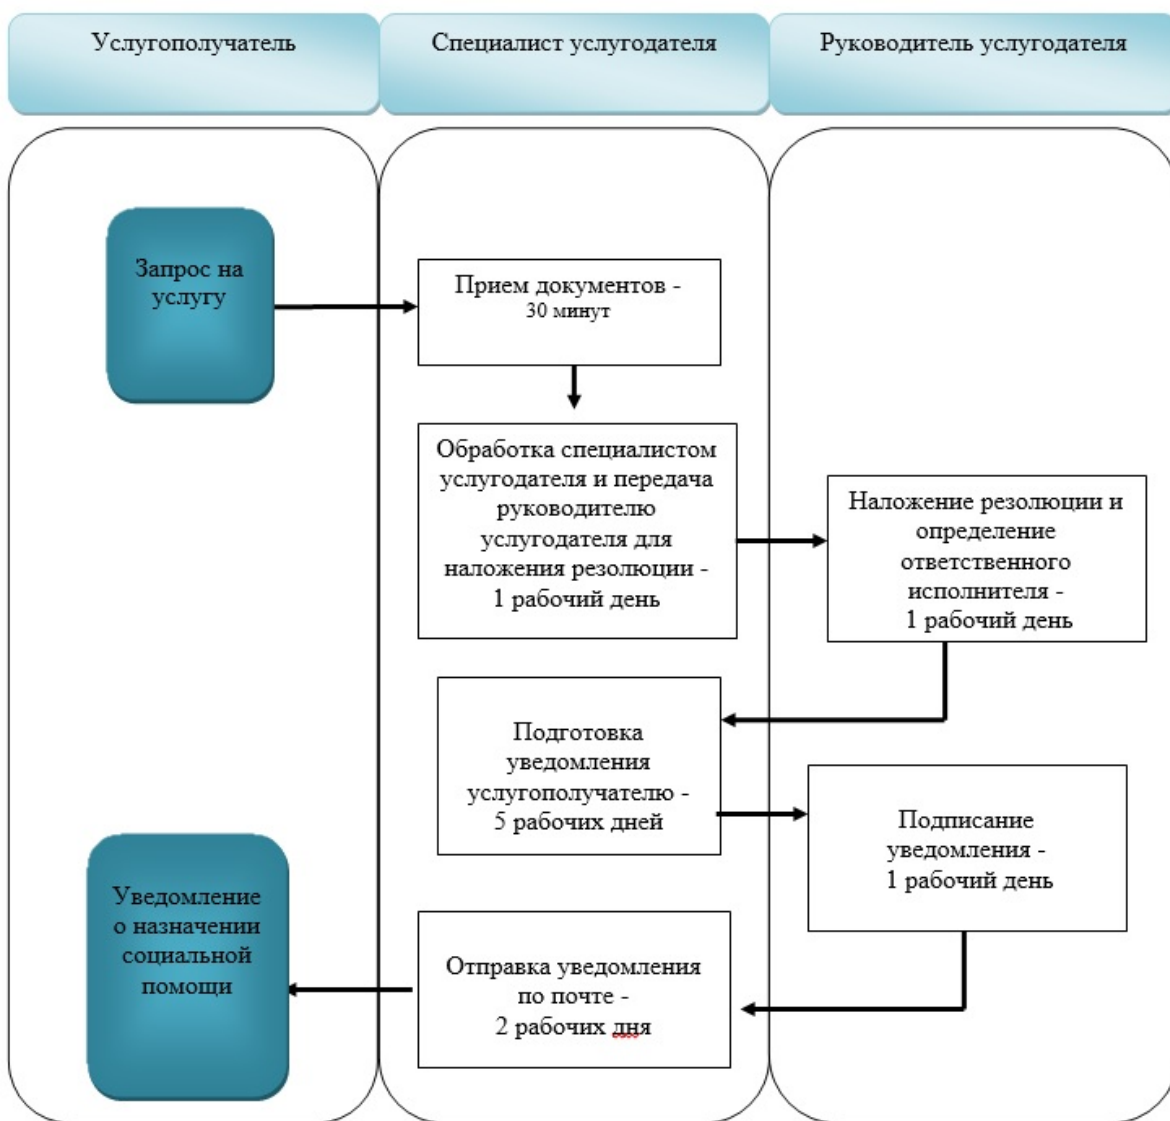 Услугополучатель
Специалист услугодателя
Руководитель услугодателя
Запрос на
услугу
Прием документов -
30 минут
Обработка специалистом
услугодателя и передача
руководителю
услугодателя для
наложения резолюции -
1 рабочий день
Наложение резолюции и
определение
ответственного
исполнителя -
1 рабочий день
Подготовка
уведомления
услугополучателю -
5 рабочих дней
Подписание
уведомления -
1 рабочий день
Отправка уведомления
по почте -
2 рабочих дня
Уведомление
о назначении
социальной
помощи